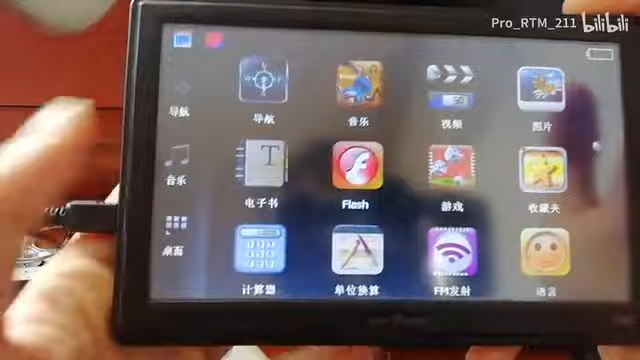 Pro_RTM_211 bilibili
导航
导航
音乐
视频
图片
音乐
电子书
Flash
游戏
收藏夹
桌面
计算器
单位换算
FM发射
语言